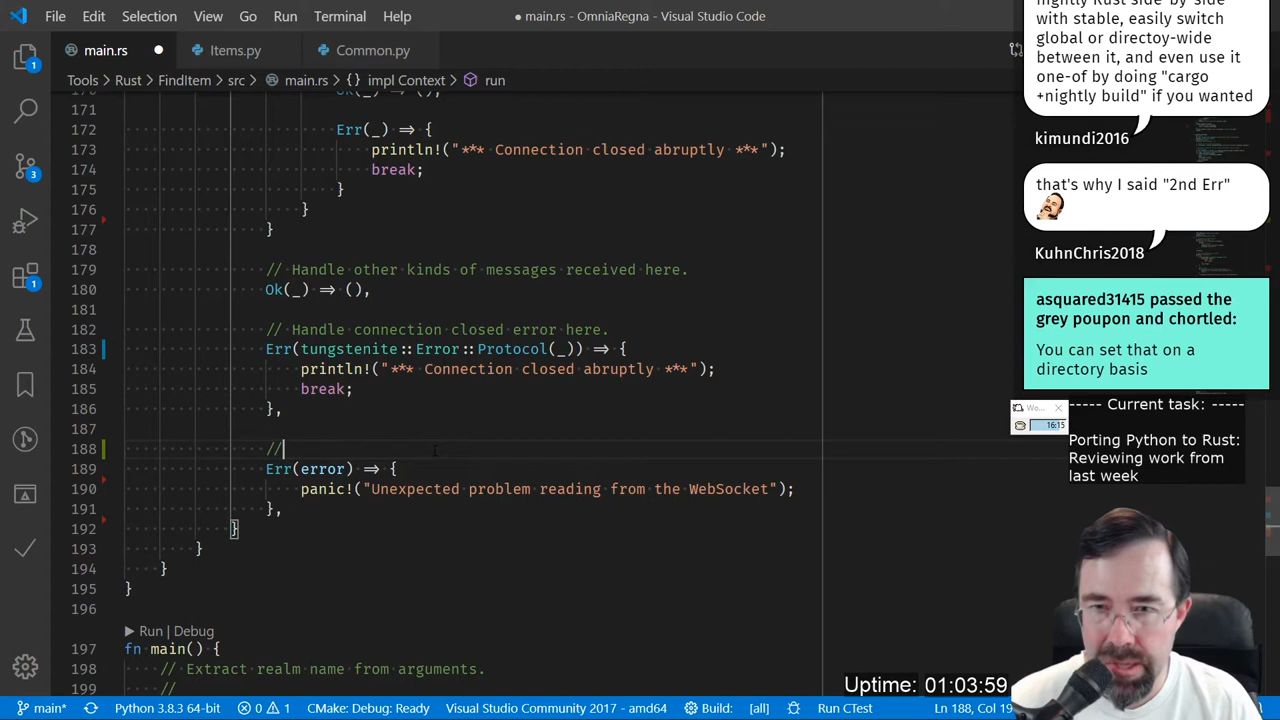 File Edit Selection View Go Run Terminal Help
● main.rs - OmniaRegna - Visual Studio Code
main.rs ● Items.py Common.py
Tools > Rust > FindItem > src > main.rs > {} impl Context > run
171
172 Err(_) => {
173 println!("*** Connection closed abruptly ***");
174 break;
175 }
176 }
177 }
178
179 // Handle other kinds of messages received here.
180 Ok(_) => (),
181
182 // Handle connection closed error here.
183 Err(tungstenite::Error::Protocol(_)) => {
184 println!("*** Connection closed abruptly ***");
185 break;
186 },
187
188 //
189 Err(error) => {
190 panic!("Unexpected problem reading from the WebSocket");
191 },
192 }
193 }
194 }
195 }
196
Run | Debug
197 fn main() {
198 // Extract realm name from arguments.
199 //
1
3
1
with stable, easily switch
global or directoy-wide
between it, and even use it
one-of by doing "cargo
+nightly build" if you wanted
kimundi2016
that's why I said "2nd Err"
KuhnChris2018
asquared31415 passed the
grey poupon and chortled:
You can set that on a
directory basis
Wo...
16:15
----- Current task: -----
Porting Python to Rust:
Reviewing work from
last week
Uptime: 01:03:59
main* Python 3.8.3 64-bit 0 1 CMake: Debug: Ready Visual Studio Community 2017 - amd64 Build: [all] Run CTest Ln 188, Col 19